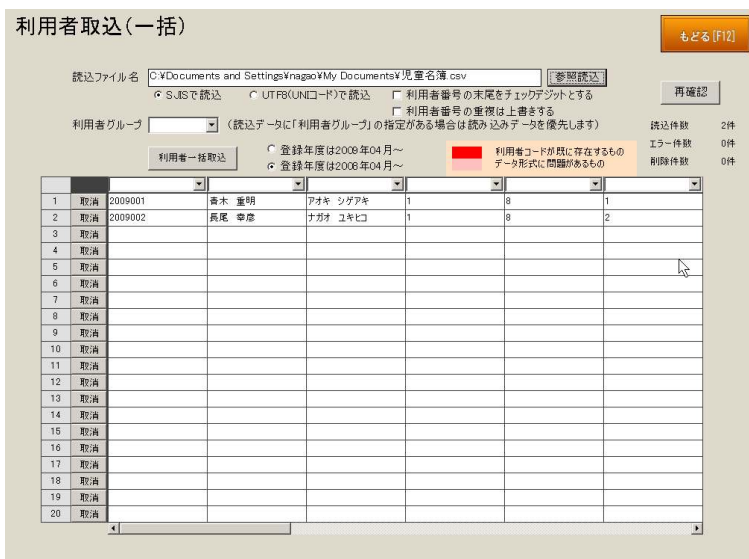 利用者取込(一括)
もどる[F12]
読込ファイル名 C:¥Documents and Settings¥nagao¥My Documents¥児童名簿.csv 参照読込
SJISで読込 UTF8(UNIコード)で読込 利用者番号の末尾をチェックデジットとする 再確認
利用者番号の重複は上書きする
利用者グループ (読込データに「利用者グループ」の指定がある場合は読み込みデータを優先します) 読込件数 2件
利用者一括取込 登録年度は2009年04月～ 利用者コードが既に存在するもの エラー件数 0件
登録年度は2008年04月～ データ形式に問題があるもの 削除件数 0件
1 取消 2009001 青木 重明 アオキ シゲアキ 1 8 1
2 取消 2009002 長尾 幸彦 ナガオ ユキヒコ 1 8 2
3 取消
4 取消
5 取消
6 取消
7 取消
8 取消
9 取消
10 取消
11 取消
12 取消
13 取消
14 取消
15 取消
16 取消
17 取消
18 取消
19 取消
20 取消